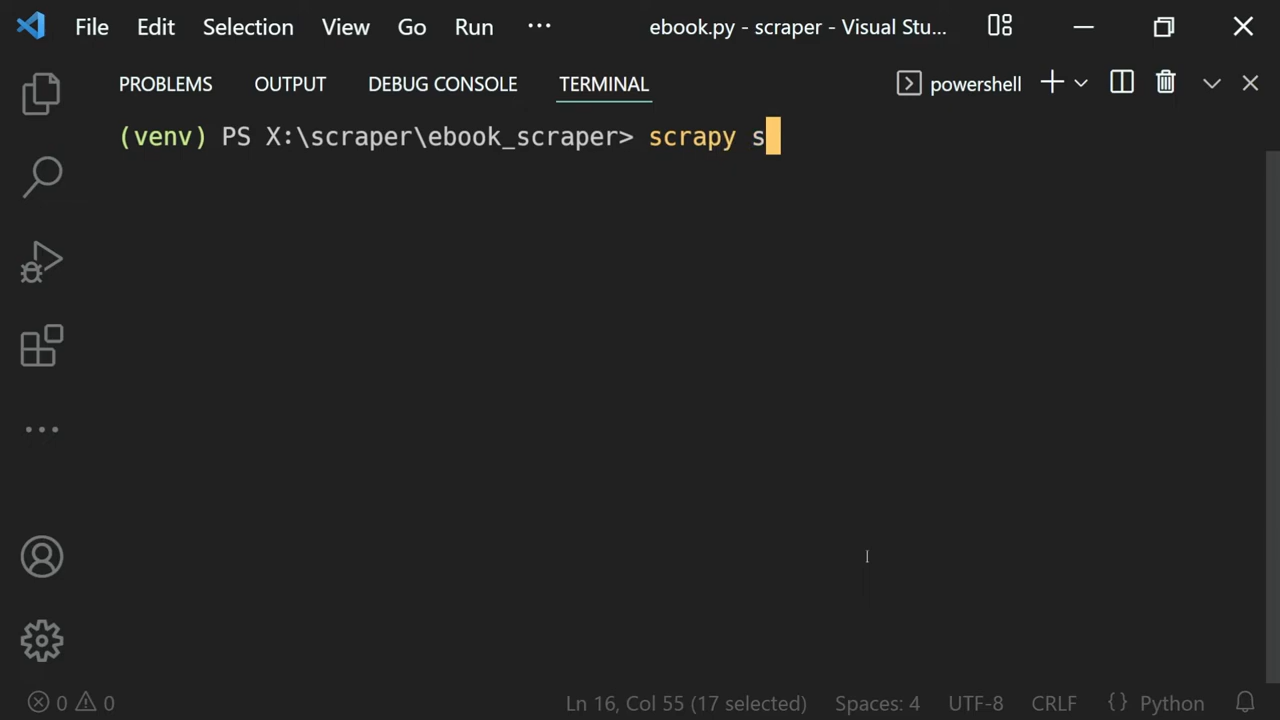 File Edit Selection View Go Run ··· ebook.py - scraper - Visual Stu...
PROBLEMS OUTPUT DEBUG CONSOLE TERMINAL powershell
(venv) PS X:\scraper\ebook_scraper> scrapy s
0 0 Ln 16, Col 55 (17 selected) Spaces: 4 UTF-8 CRLF {} Python